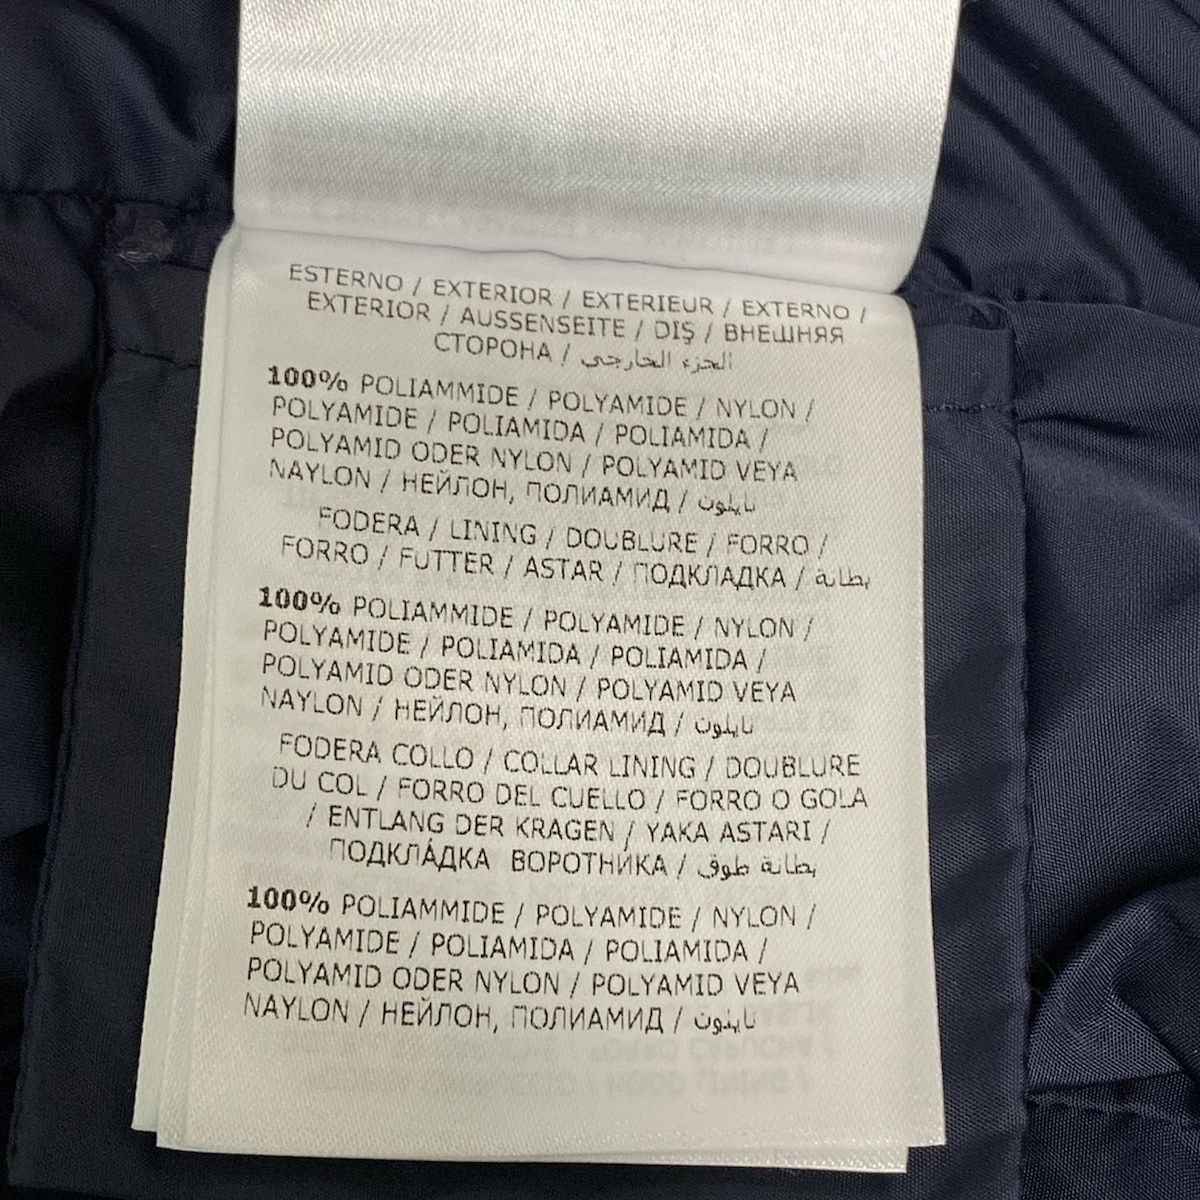 ESTERNO / EXTERIOR / EXTERIEUR / EXTERNO /
EXTERIOR / AUSSENSEITE / DIŞ / ВНЕШНЯЯ
СТОРОНА / الجزء الخارجي
100% POLIAMMIDE / POLYAMIDE / NYLON /
POLYAMIDE / POLIAMIDA / POLIAMIDA /
POLYAMID ODER NYLON / POLYAMID VEYA
NAYLON / НЕЙЛОН, ПОЛИАМИД / نايلون
FODERA / LINING / DOUBLURE / FORRO /
FORRO / FUTTER / ASTAR / ПОДКЛАДКА / بطانة
100% POLIAMMIDE / POLYAMIDE / NYLON /
POLYAMIDE / POLIAMIDA / POLIAMIDA /
POLYAMID ODER NYLON / POLYAMID VEYA
NAYLON / НЕЙЛОН, ПОЛИАМИД / نايلون
FODERA COLLO / COLLAR LINING / DOUBLURE
DU COL / FORRO DEL CUELLO / FORRO O GOLA
/ ENTLANG DER KRAGEN / YAKA ASTARI /
ПОДКЛА́ДКА ВОРОТНИ́КА / بطانة طوق
100% POLIAMMIDE / POLYAMIDE / NYLON /
POLYAMIDE / POLIAMIDA / POLIAMIDA /
POLYAMID ODER NYLON / POLYAMID VEYA
NAYLON / НЕЙЛОН, ПОЛИАМИД / نايلون